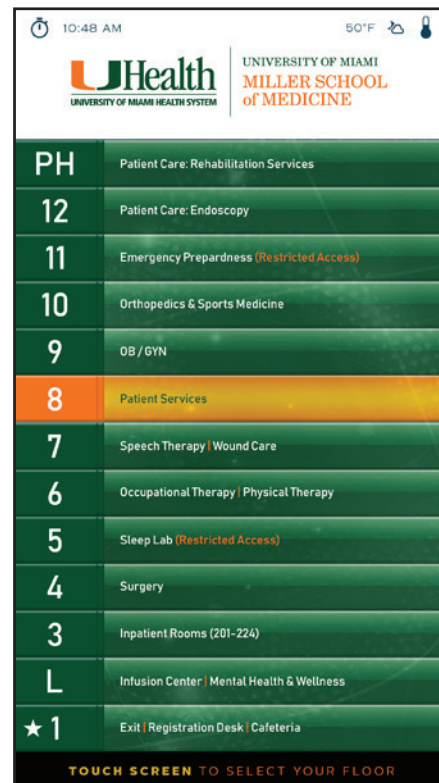 10:48 AM 50°F
UHealth
UNIVERSITY OF MIAMI HEALTH SYSTEM
UNIVERSITY OF MIAMI
MILLER SCHOOL
of MEDICINE
PH Patient Care: Rehabilitation Services
12 Patient Care: Endoscopy
11 Emergency Prepardness (Restricted Access)
10 Orthopedics & Sports Medicine
9 OB / GYN
8 Patient Services
7 Speech Therapy | Wound Care
6 Occupational Therapy | Physical Therapy
5 Sleep Lab (Restricted Access)
4 Surgery
3 Inpatient Rooms (201-224)
L Infusion Center | Mental Health & Wellness
★ 1 Exit | Registration Desk | Cafeteria
TOUCH SCREEN TO SELECT YOUR FLOOR